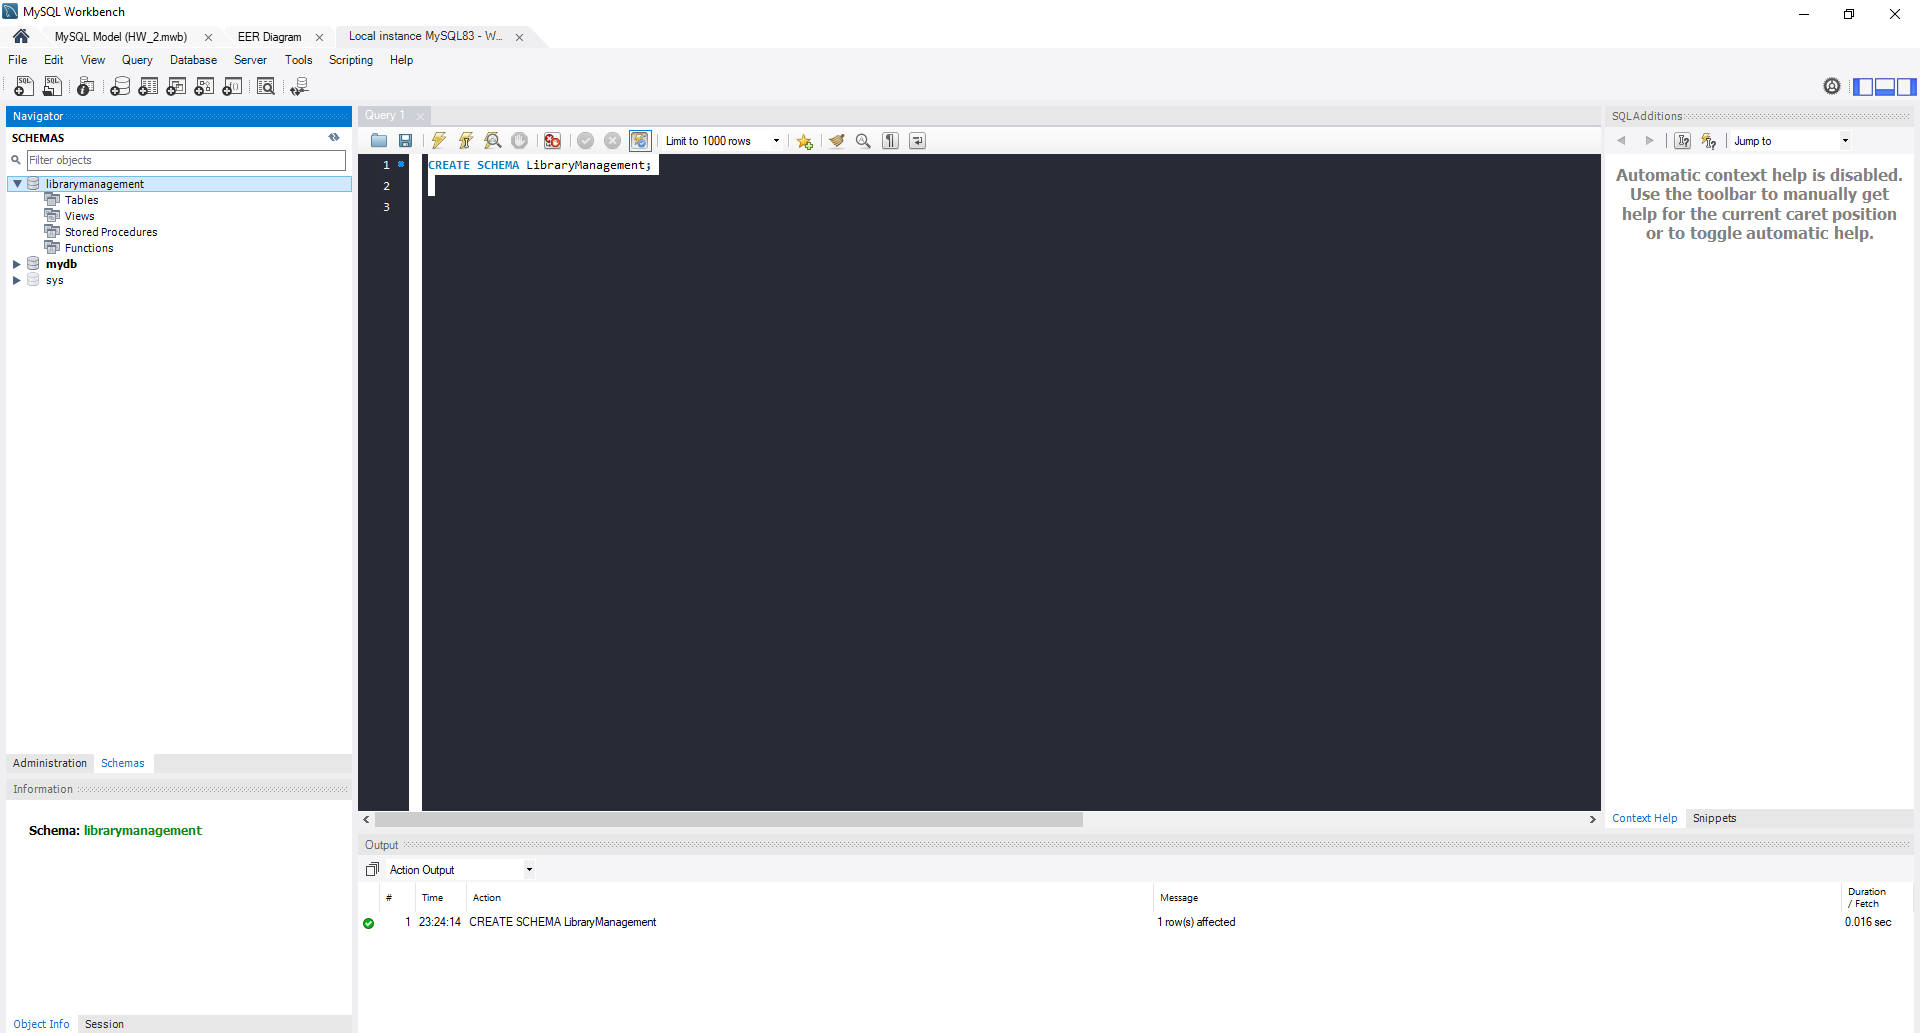 MySQL Workbench
MySQL Model (HW_2.mwb)
EER Diagram
Local instance MySQL83 - W...
File Edit View Query Database Server Tools Scripting Help
Navigator
SCHEMAS
Filter objects
librarymanagement
Tables
Views
Stored Procedures
Functions
mydb
sys
Administration Schemas
Information
Schema: librarymanagement
Object Info Session
Query 1
Limit to 1000 rows
1 CREATE SCHEMA LibraryManagement;
2
3
SQLAdditions
Jump to
Automatic context help is disabled.
Use the toolbar to manually get
help for the current caret position
or to toggle automatic help.
Context Help Snippets
Output
Action Output
# Time Action Message Duration / Fetch
1 23:24:14 CREATE SCHEMA LibraryManagement 1 row(s) affected 0.016 sec